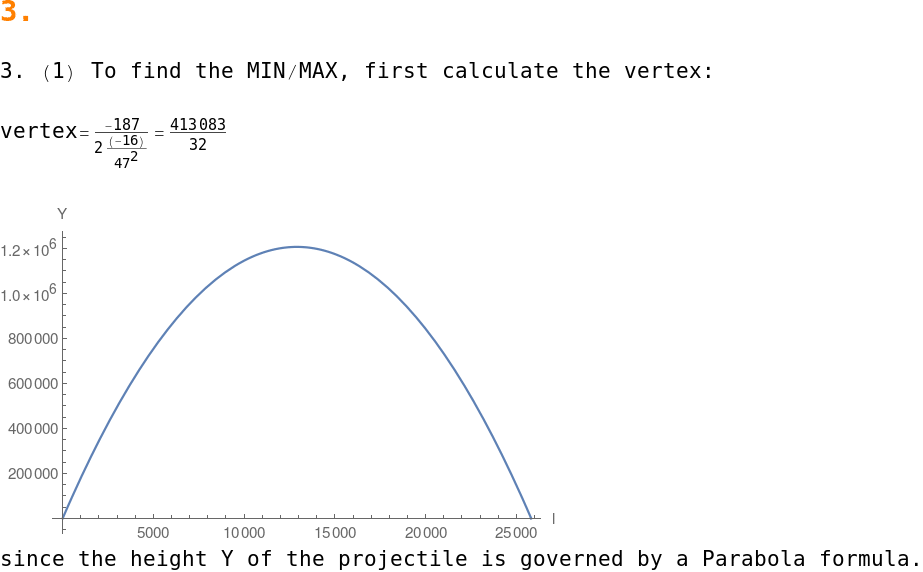 3.
3. (1) To find the MIN/MAX, first calculate the vertex:
vertex= -187 / (2 (-16)/47^2) = 413083/32
Y
1.2×10^6
1.0×10^6
800000
600000
400000
200000
5000 10000 15000 20000 25000 l
since the height Y of the projectile is governed by a Parabola formula.